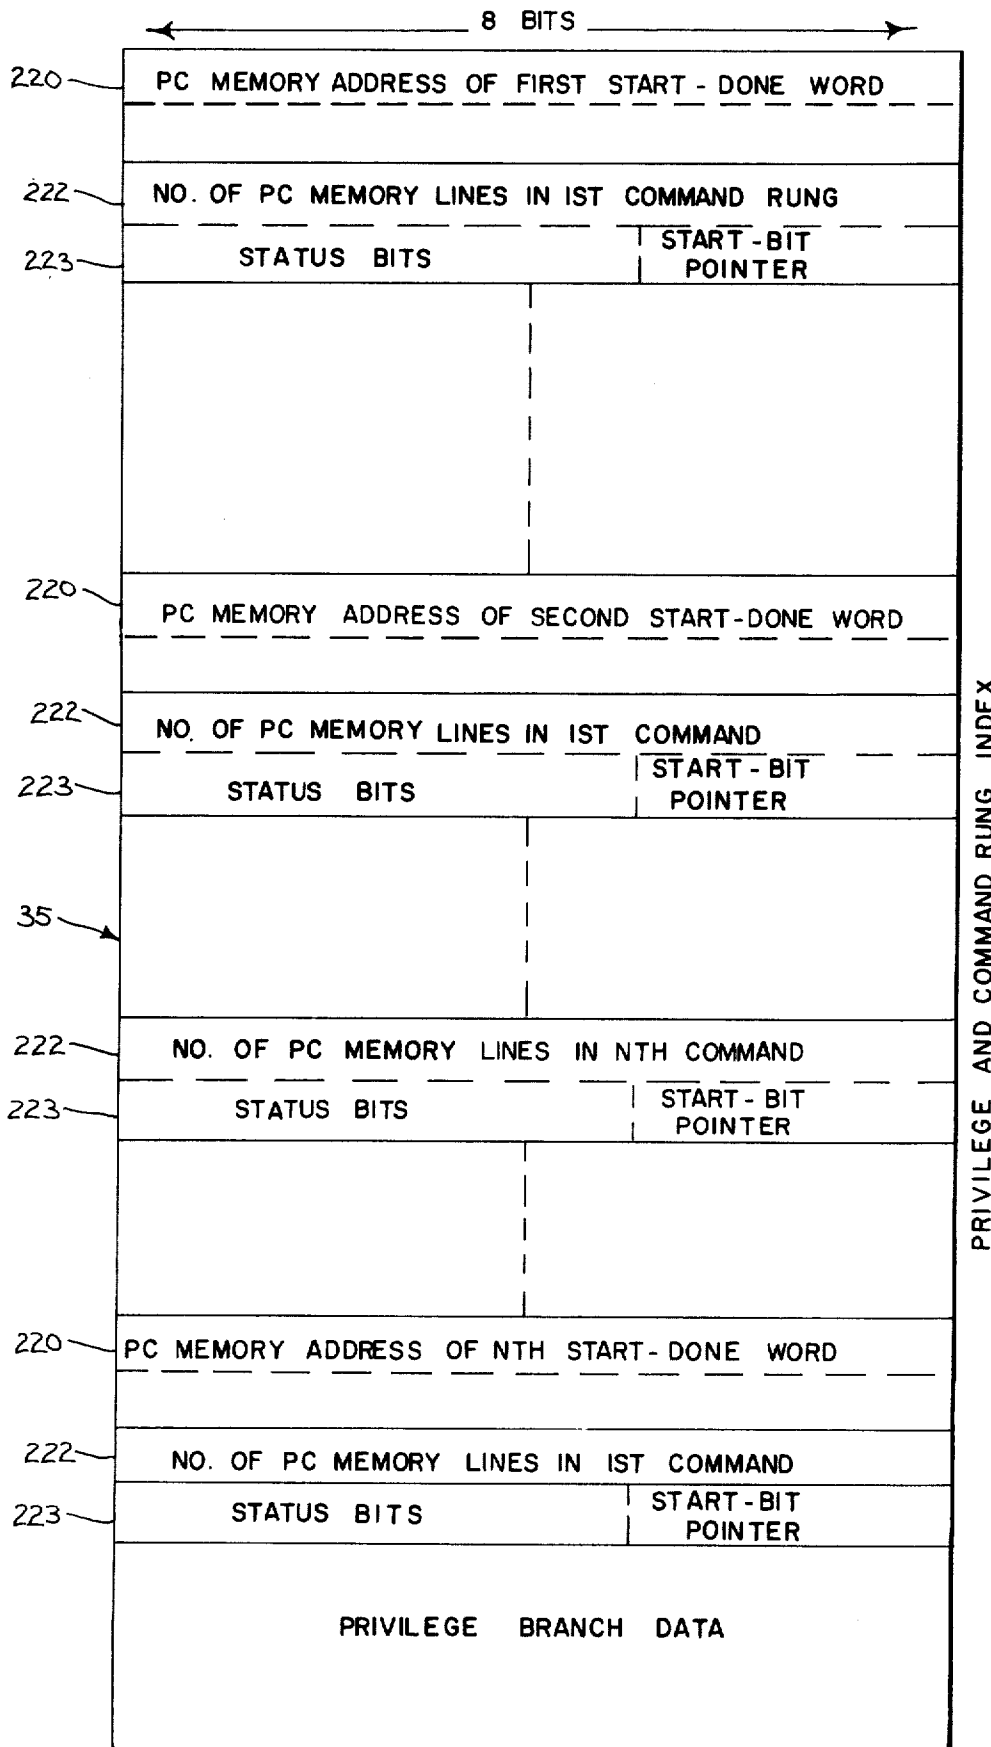 8 BITS
220
PC MEMORY ADDRESS OF FIRST START-DONE WORD
222
NO. OF PC MEMORY LINES IN 1ST COMMAND RUNG
223
STATUS BITS
START-BIT
POINTER
220
PC MEMORY ADDRESS OF SECOND START-DONE WORD
222
NO. OF PC MEMORY LINES IN 1ST COMMAND
223
STATUS BITS
START-BIT
POINTER
35
222
NO. OF PC MEMORY LINES IN NTH COMMAND
223
STATUS BITS
START-BIT
POINTER
220
PC MEMORY ADDRESS OF NTH START-DONE WORD
222
NO. OF PC MEMORY LINES IN 1ST COMMAND
223
STATUS BITS
START-BIT
POINTER
PRIVILEGE BRANCH DATA
PRIVILEGE AND COMMAND RUNG INDEX